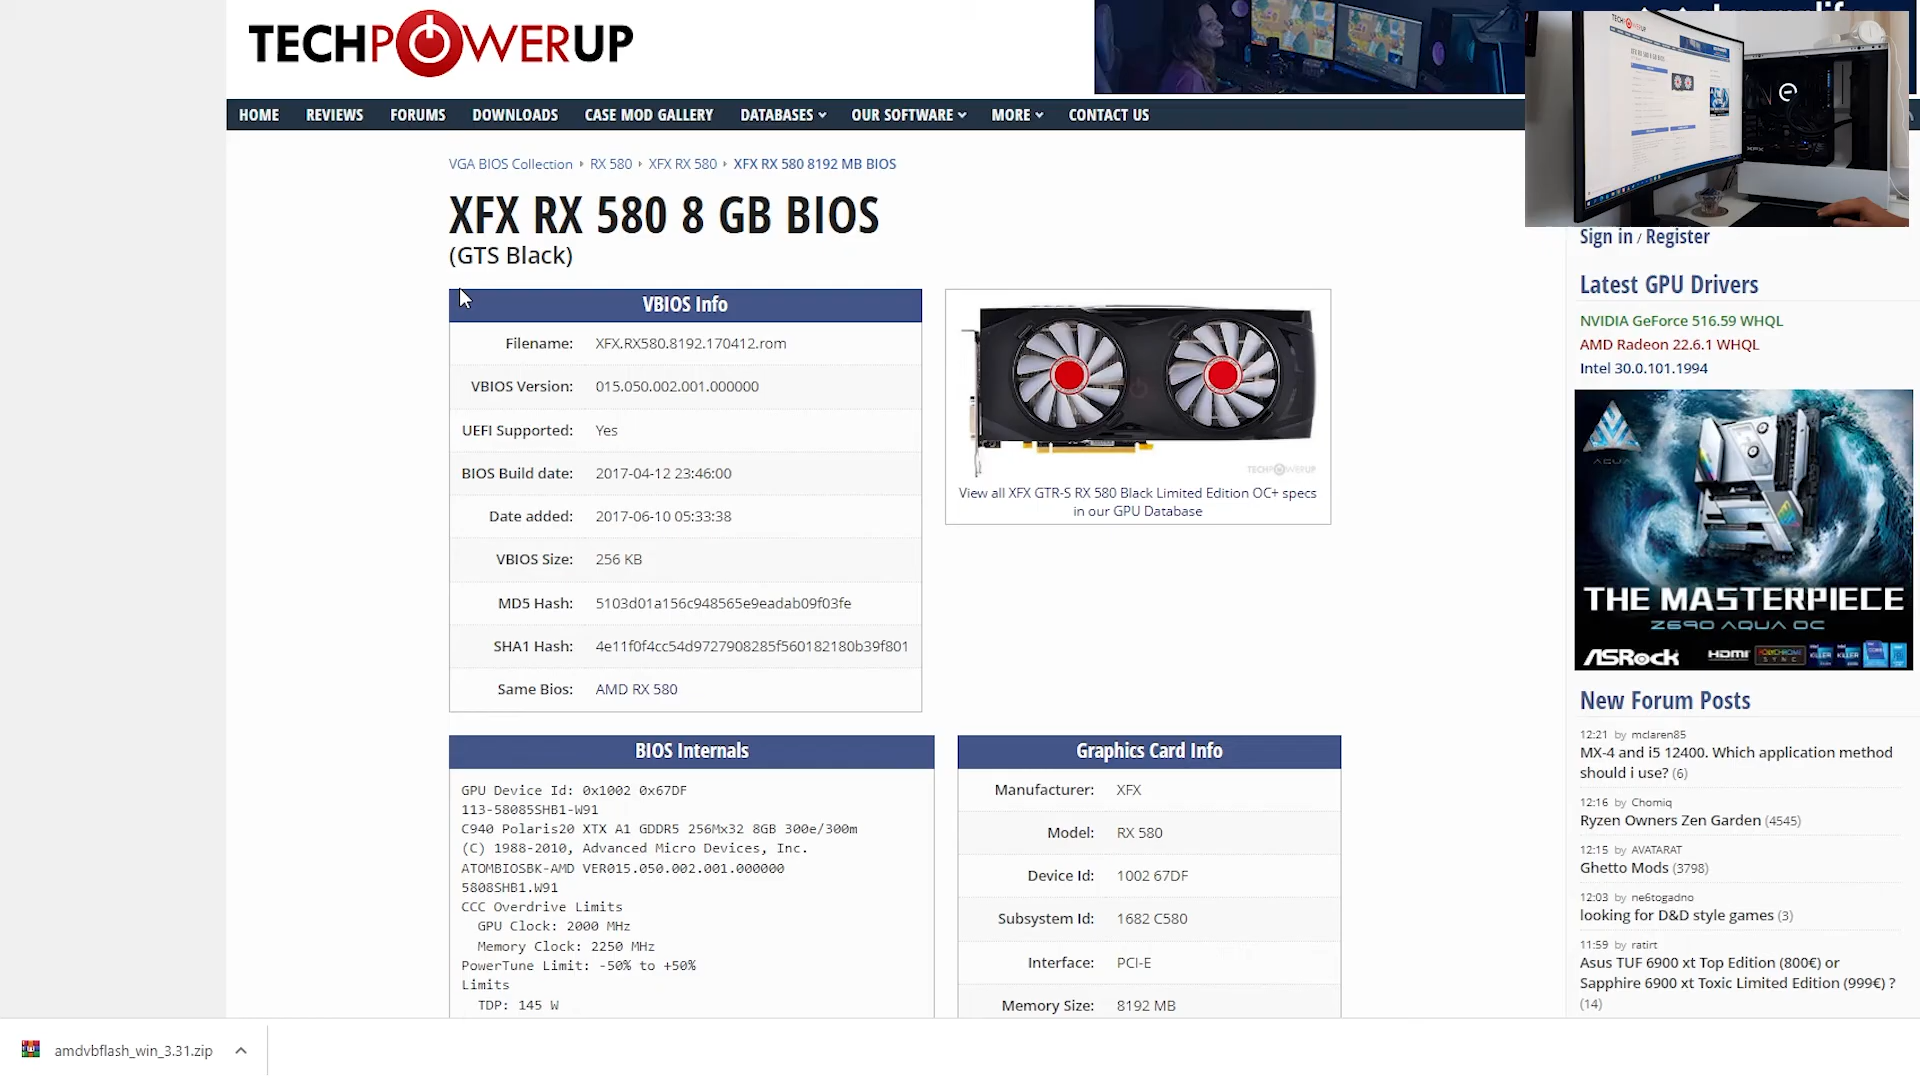 TECHPOWERUP
HOME REVIEWS FORUMS DOWNLOADS CASE MOD GALLERY DATABASES OUR SOFTWARE MORE CONTACT US
VGA BIOS Collection RX 580 XFX RX 580 XFX RX 580 8192 MB BIOS
XFX RX 580 8 GB BIOS
(GTS Black)
VBIOS Info
Filename: XFX.RX580.8192.170412.rom
VBIOS Version: 015.050.002.001.000000
UEFI Supported: Yes
BIOS Build date: 2017-04-12 23:46:00
Date added: 2017-06-10 05:33:38
VBIOS Size: 256 KB
MD5 Hash: 5103d01a156c948565e9eadab09f03fe
SHA1 Hash: 4e11f0f4cc54d9727908285f560182180b39f801
Same Bios: AMD RX 580
TECHPOWERUP
View all XFX GTR-S RX 580 Black Limited Edition OC+ specs
in our GPU Database
BIOS Internals
GPU Device Id: 0x1002 0x67DF
113-58085SHB1-W91
C940 Polaris20 XTX A1 GDDR5 256Mx32 8GB 300e/300m
(C) 1988-2010, Advanced Micro Devices, Inc.
ATOMBIOSBK-AMD VER015.050.002.001.000000
5808SHB1.W91
CCC Overdrive Limits
GPU Clock: 2000 MHz
Memory Clock: 2250 MHz
PowerTune Limit: -50% to +50%
Limits
TDP: 145 W
Graphics Card Info
Manufacturer: XFX
Model: RX 580
Device Id: 1002 67DF
Subsystem Id: 1682 C580
Interface: PCI-E
Memory Size: 8192 MB
Sign in / Register
Latest GPU Drivers
NVIDIA GeForce 516.59 WHQL
AMD Radeon 22.6.1 WHQL
Intel 30.0.101.1994
AQUA
THE MASTERPIECE
Z690 AQUA OC
ASRock HDMI POLYCHROME SYNC KILLER KILLER
New Forum Posts
12:21 by mclaren85
MX-4 and i5 12400. Which application method
should i use? (6)
12:16 by Chomiq
Ryzen Owners Zen Garden (4545)
12:15 by AVATARAT
Ghetto Mods (3798)
12:03 by ne6togadno
looking for D&D style games (3)
11:59 by ratirt
Asus TUF 6900 xt Top Edition (800€) or
Sapphire 6900 xt Toxic Limited Edition (999€) ?
(14)
amdvbflash_win_3.31.zip